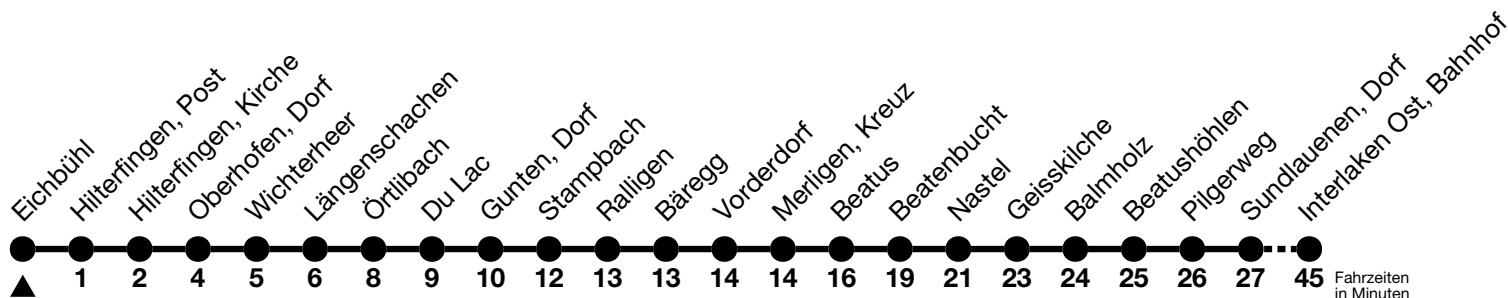 Eichbühl
Hilterfingen, Post
Hilterfingen, Kirche
Oberhofen, Dorf
Wichterheer
Längenschachen
Örtlibach
Du Lac
Gunten, Dorf
Stampbach
Ralligen
Bäregg
Vorderdorf
Merligen, Kreuz
Beatus
Beatenbucht
Nastel
Geisskilche
Balmholz
Beatushöhlen
Pilgerweg
Sundlauenen, Dorf
Interlaken Ost, Bahnhof
1 2 4 5 6 8 9 10 12 13 13 14 14 16 19 21 23 24 25 26 27 45
Fahrzeiten
in Minuten